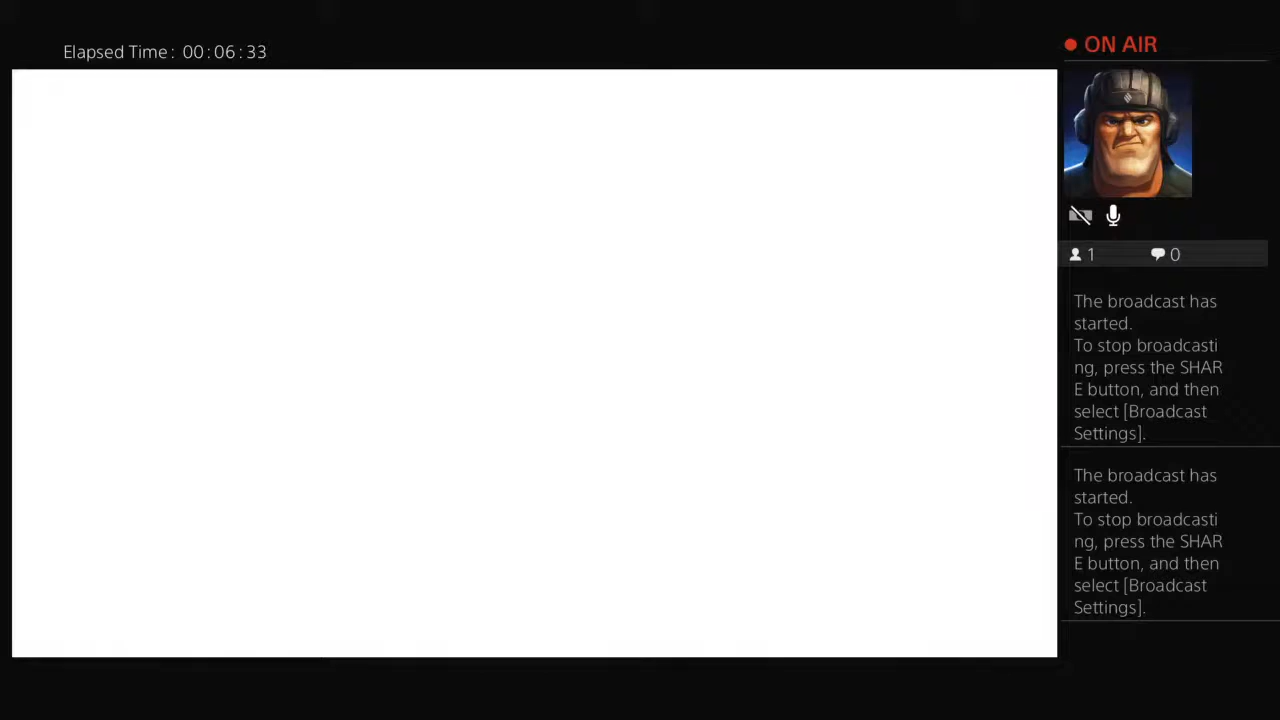 Elapsed Time: 00:06:33
ON AIR
1 0
The broadcast has
started.
To stop broadcasti
ng, press the SHAR
E button, and then
select [Broadcast
Settings].
The broadcast has
started.
To stop broadcasti
ng, press the SHAR
E button, and then
select [Broadcast
Settings].